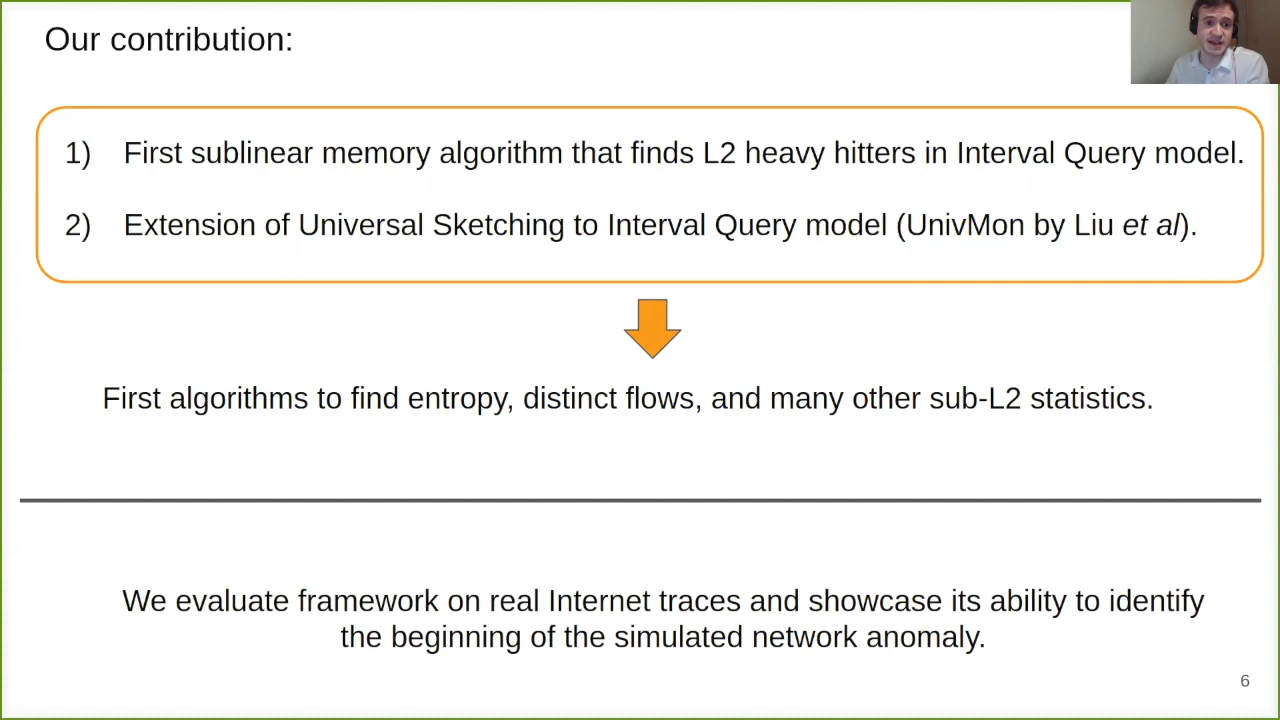 Our contribution:
1) First sublinear memory algorithm that finds L2 heavy hitters in Interval Query model.
2) Extension of Universal Sketching to Interval Query model (UnivMon by Liu et al).
First algorithms to find entropy, distinct flows, and many other sub-L2 statistics.
We evaluate framework on real Internet traces and showcase its ability to identify
the beginning of the simulated network anomaly.
6